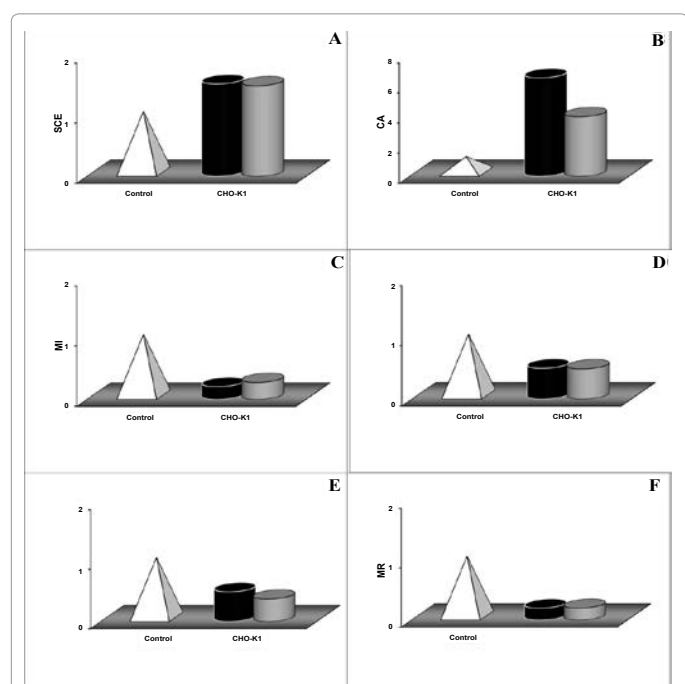 A
2
1
0
SCE
Control CHO-K1
B
8
6
4
2
0
CA
Control CHO-K1
C
2
1
0
MI
Control CHO-K1
D
2
1
0
Control CHO-K1
E
2
1
0
Control CHO-K1
F
2
1
0
MR
Control